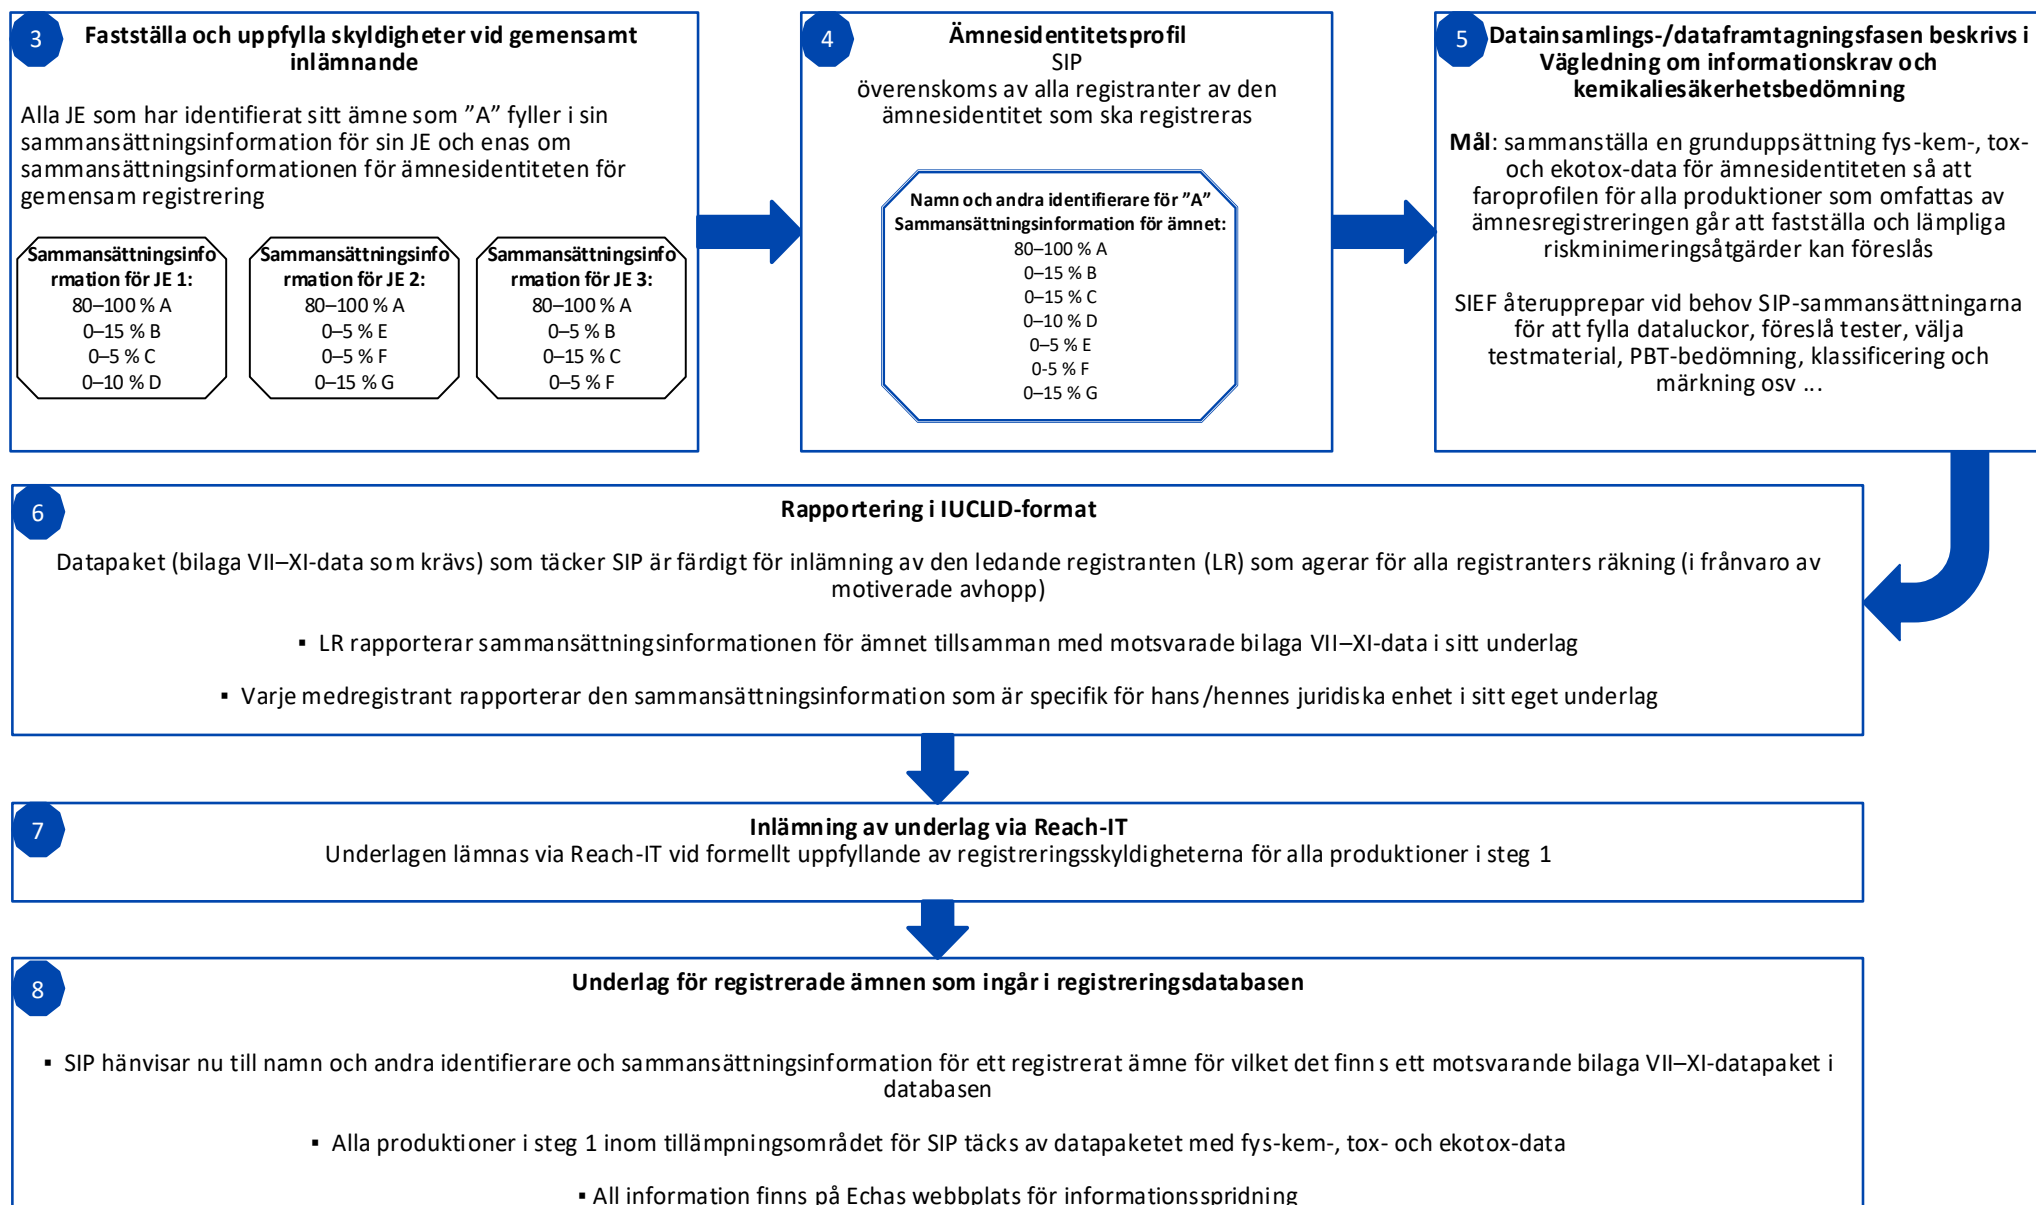 3
Fastställa och uppfylla skyldigheter vid gemensamt
inlämnande
Alla JE som har identifierat sitt ämne som ”A” fyller i sin
sammansättningsinformation för sin JE och enas om
sammansättningsinformationen för ämnesidentiteten för
gemensam registrering
Sammansättningsinfo
rmation för JE 1:
80–100 % A
0–15 % B
0–5 % C
0–10 % D
Sammansättningsinfo
rmation för JE 2:
80–100 % A
0–5 % E
0–5 % F
0–15 % G
Sammansättningsinfo
rmation för JE 3:
80–100 % A
0–5 % B
0–15 % C
0–5 % F
4
Ämnesidentitetsprofil
SIP
överenskoms av alla registranter av den
ämnesidentitet som ska registreras
Namn och andra identifierare för ”A”
Sammansättningsinformation för ämnet:
80–100 % A
0–15 % B
0–15 % C
0–10 % D
0–5 % E
0-5 % F
0–15 % G
5
Datainsamlings-/dataframtagningsfasen beskrivs i
Vägledning om informationskrav och
kemikaliesäkerhetsbedömning
Mål: sammanställa en grunduppsättning fys-kem-, tox-
och ekotox-data för ämnesidentiteten så att
faroprofilen för alla produktioner som omfattas av
ämnesregistreringen går att fastställa och lämpliga
riskminimeringsåtgärder kan föreslås
SIEF återupprepar vid behov SIP-sammansättningarna
för att fylla dataluckor, föreslå tester, välja
testmaterial, PBT-bedömning, klassificering och
märkning osv ...
6
Rapportering i IUCLID-format
Datapaket (bilaga VII–XI-data som krävs) som täcker SIP är färdigt för inlämning av den ledande registranten (LR) som agerar för alla registranters räkning (i frånvaro av
motiverade avhopp)
▪ LR rapporterar sammansättningsinformationen för ämnet tillsamman med motsvarade bilaga VII–XI-data i sitt underlag
▪ Varje medregistrant rapporterar den sammansättningsinformation som är specifik för hans/hennes juridiska enhet i sitt eget underlag
7
Inlämning av underlag via Reach-IT
Underlagen lämnas via Reach-IT vid formellt uppfyllande av registreringsskyldigheterna för alla produktioner i steg 1
8
Underlag för registrerade ämnen som ingår i registreringsdatabasen
▪ SIP hänvisar nu till namn och andra identifierare och sammansättningsinformation för ett registrerat ämne för vilket det finns ett motsvarande bilaga VII–XI-datapaket i
databasen
▪ Alla produktioner i steg 1 inom tillämpningsområdet för SIP täcks av datapaketet med fys-kem-, tox- och ekotox-data
▪ All information finns på Echas webbplats för informationsspridning